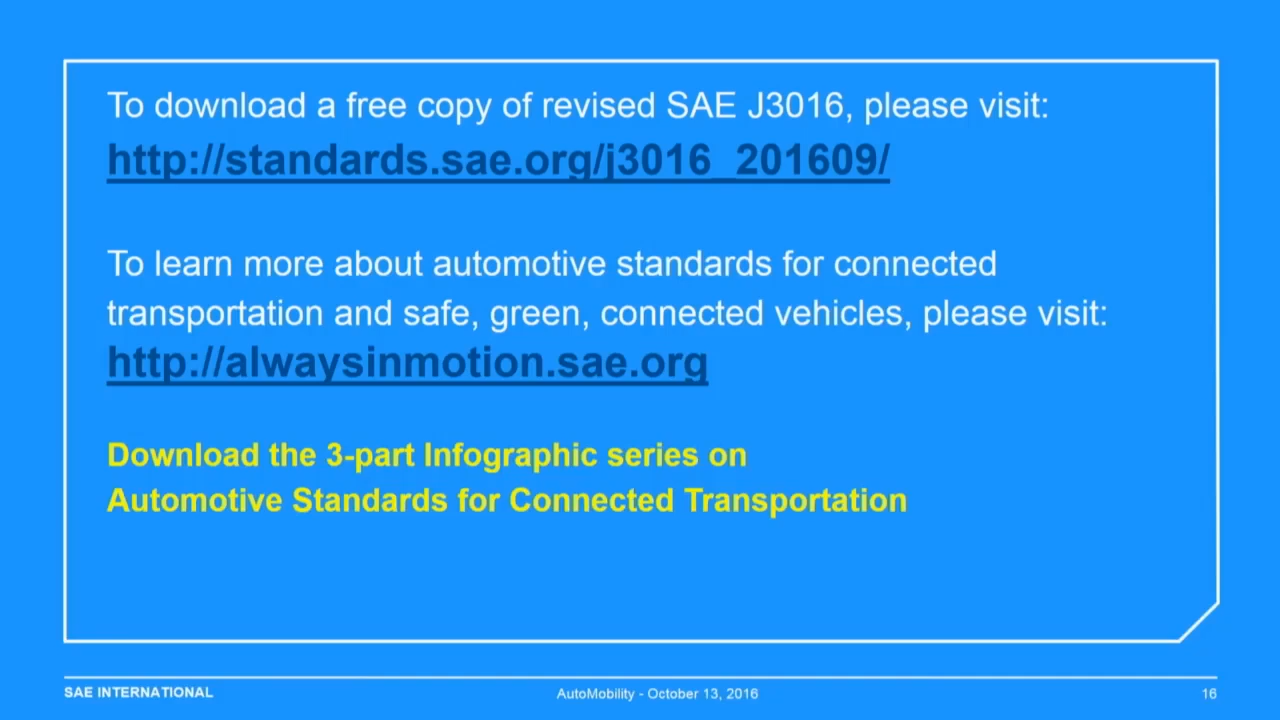 To download a free copy of revised SAE J3016, please visit:
http://standards.sae.org/j3016_201609/
To learn more about automotive standards for connected
transportation and safe, green, connected vehicles, please visit:
http://alwaysinmotion.sae.org
Download the 3-part Infographic series on
Automotive Standards for Connected Transportation
SAE INTERNATIONAL
AutoMobility - October 13, 2016
16